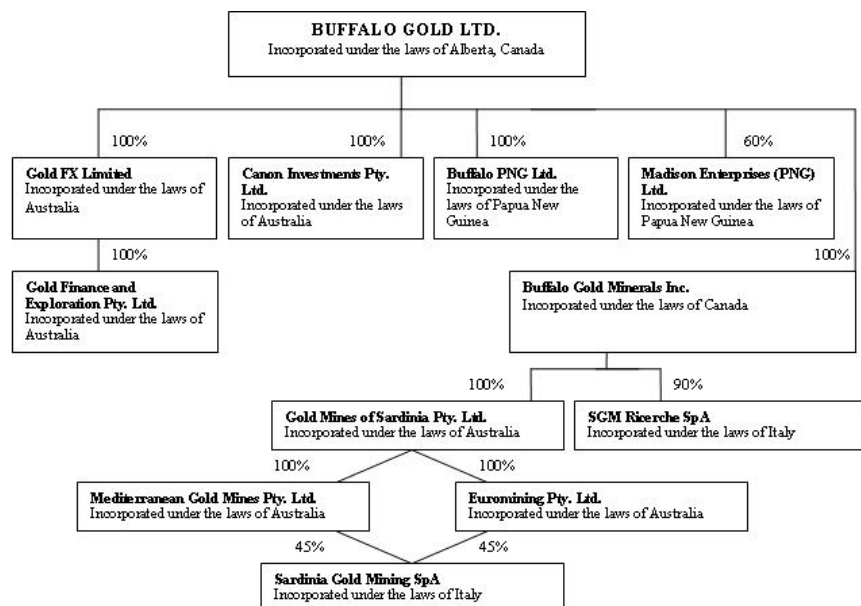 BUFFALO GOLD LTD.
Incorporated under the laws of Alberta, Canada
100%
100%
100%
60%
Gold FX Limited
Incorporated under the laws of
Australia
Canon Investments Pty.
Ltd.
Incorporated under the laws
of Australia
Buffalo PNG Ltd.
Incorporated under the
laws of Papua New
Guinea
Madison Enterprises (PNG)
Ltd.
Incorporated under the laws of
Papua New Guinea
100%
100%
Gold Finance and
Exploration Pty. Ltd.
Incorporated under the laws of
Australia
Buffalo Gold Minerals Inc.
Incorporated under the laws of Canada
100%
90%
Gold Mines of Sardinia Pty. Ltd.
Incorporated under the laws of Australia
SGM Ricerche SpA
Incorporated under the laws of Italy
100%
100%
Mediterranean Gold Mines Pty. Ltd.
Incorporated under the laws of Australia
Euromining Pty. Ltd.
Incorporated under the laws of Australia
45%
45%
Sardinia Gold Mining SpA
Incorporated under the laws of Italy